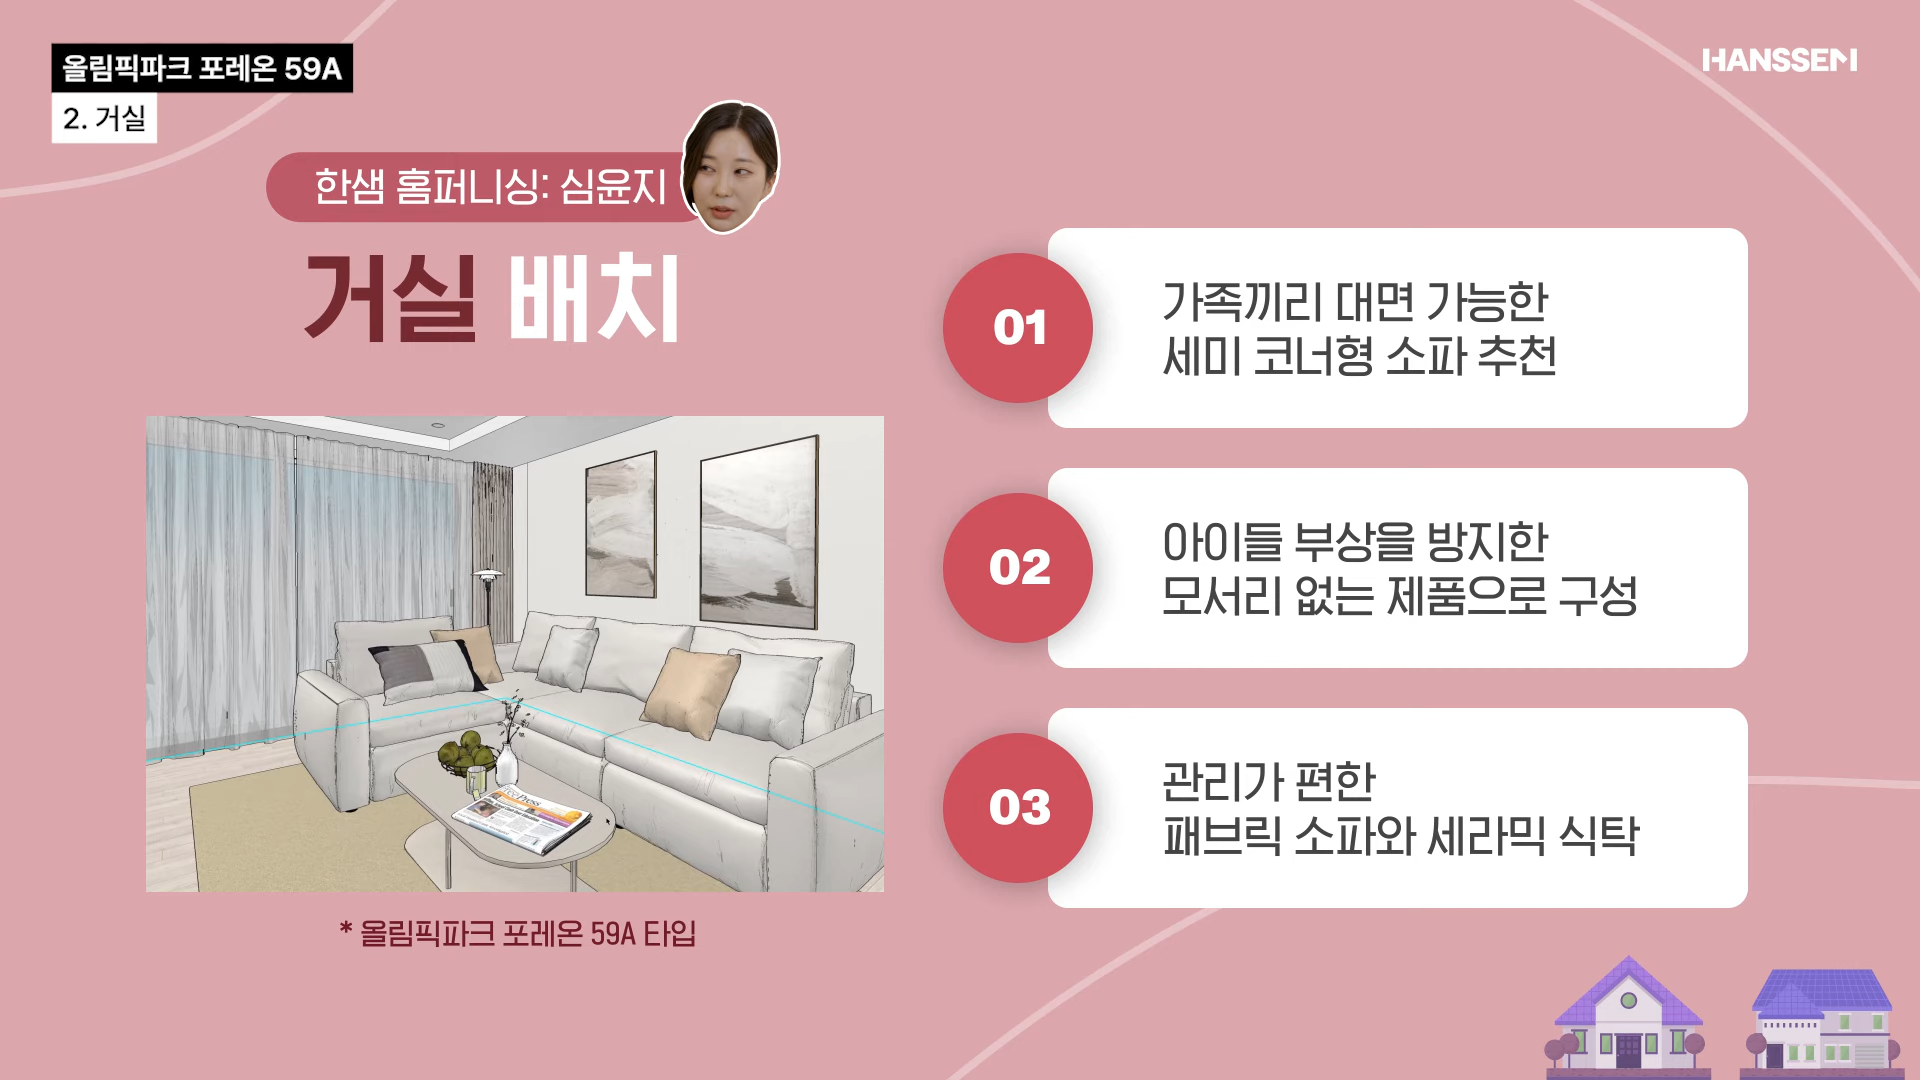 올림픽파크 포레온 59A
2. 거실
HANSSEM
한샘 홈퍼니싱: 심윤지
거실 배치
01
가족끼리 대면 가능한
세미 코너형 소파 추천
02
아이들 부상을 방지한
모서리 없는 제품으로 구성
03
관리가 편한
패브릭 소파와 세라믹 식탁
* 올림픽파크 포레온 59A 타입